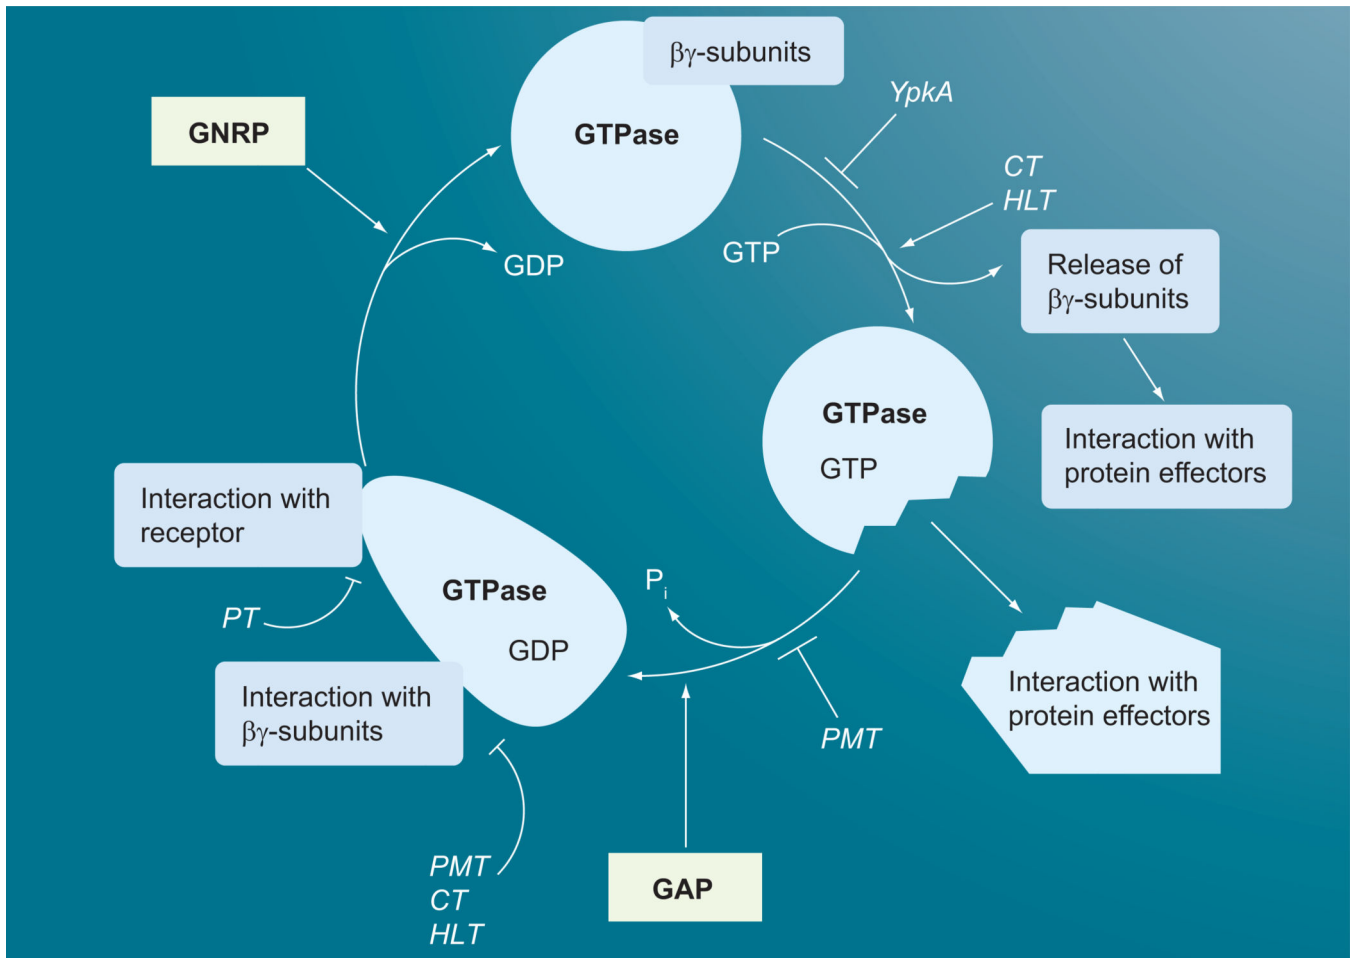 βγ-subunits
GTPase
GNRP
YpkA
CT
HLT
GDP
GTP
Release of
βγ-subunits
GTPase
GTP
Interaction with
protein effectors
Interaction with
receptor
GTPase
GDP
Pi
PT
Interaction with
βγ-subunits
PMT
Interaction with
protein effectors
PMT
CT
HLT
GAP